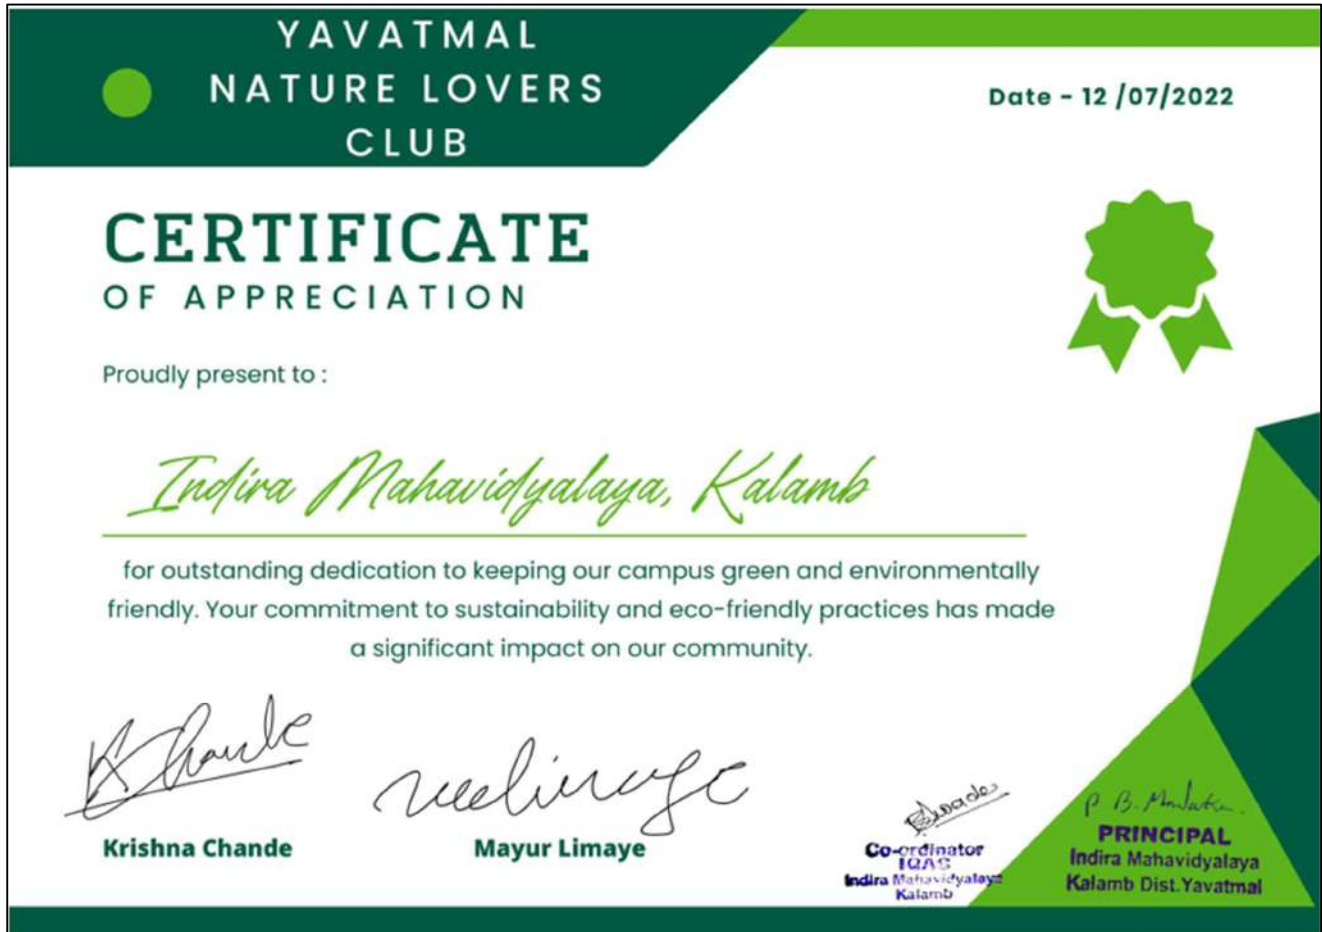 YAVATMAL
NATURE LOVERS
CLUB
Date - 12 /07/2022
CERTIFICATE
OF APPRECIATION
Proudly present to :
Indira Mahavidyalaya, Kalamb
for outstanding dedication to keeping our campus green and environmentally
friendly. Your commitment to sustainability and eco-friendly practices has made
a significant impact on our community.
Krishna Chande
Mayur Limaye
Co-ordinator
IQAC
Indira Mahavidyalaya
Kalamb
P. B.
PRINCIPAL
Indira Mahavidyalaya
Kalamb Dist.Yavatmal